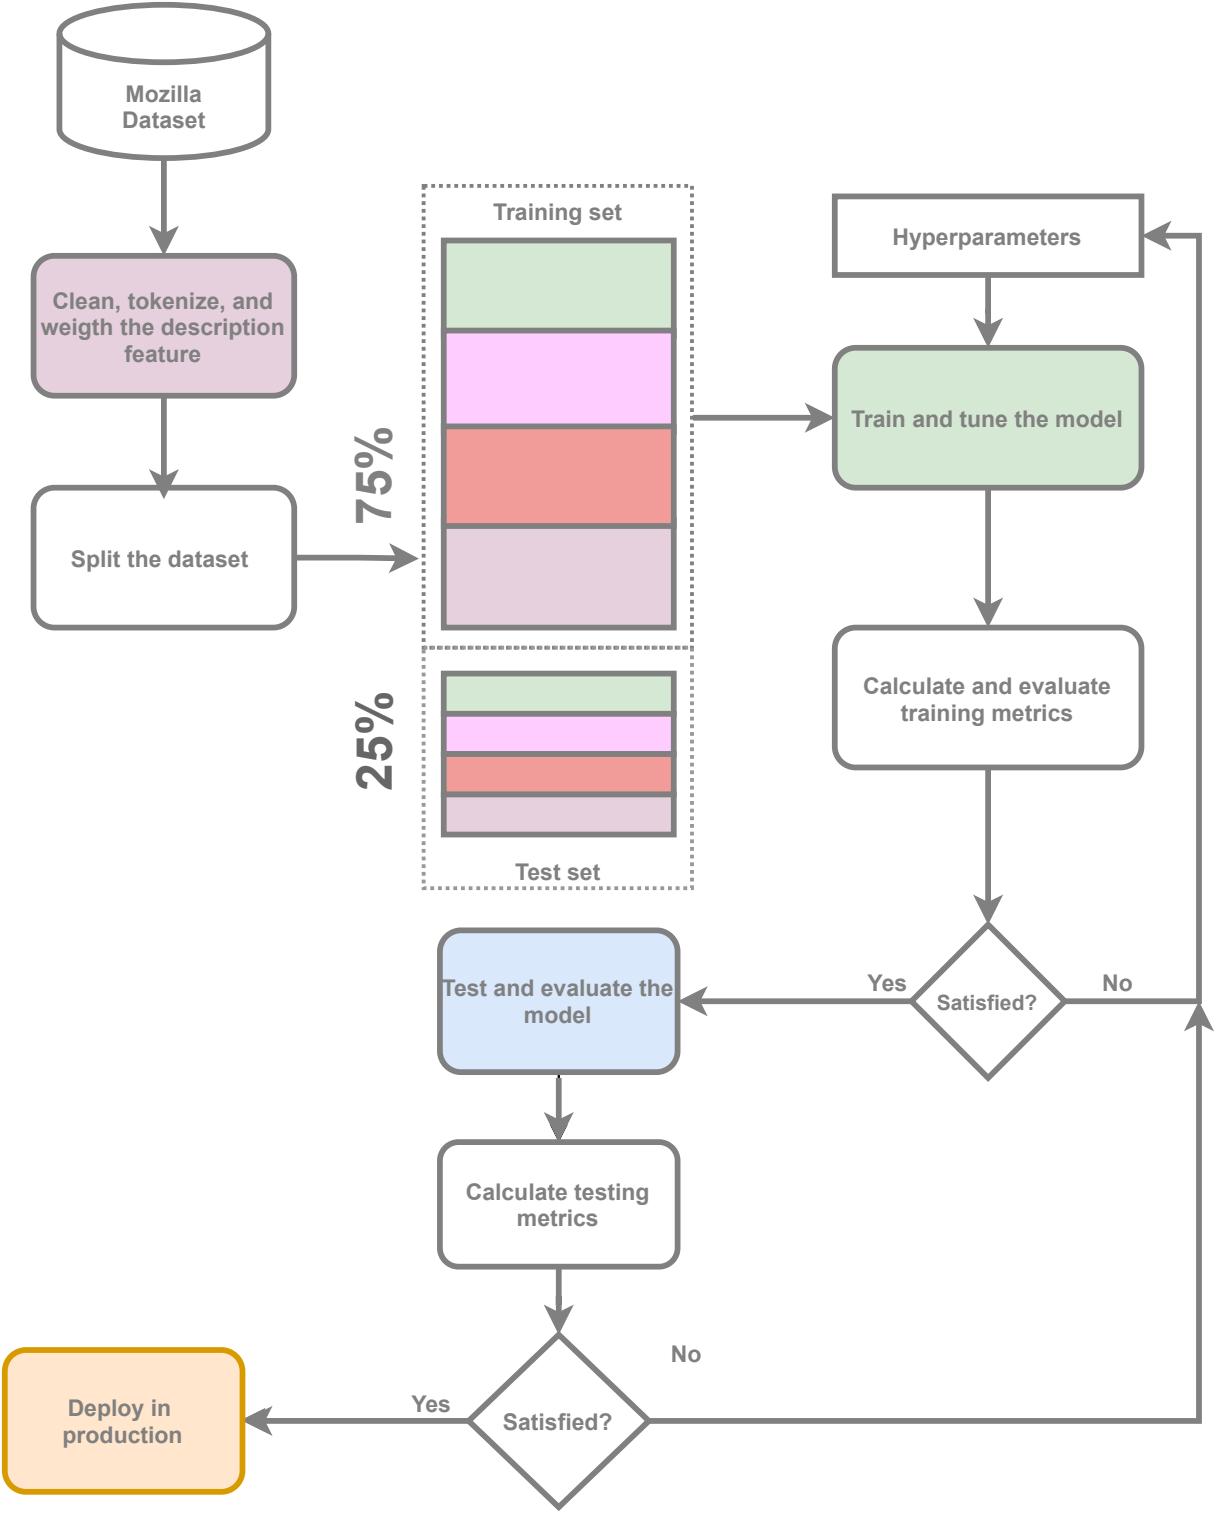 Mozilla
Dataset
Clean, tokenize, and
weigth the description
feature
Split the dataset
75%
25%
Training set
Test set
Hyperparameters
Train and tune the model
Calculate and evaluate
training metrics
Satisfied?
Yes
No
Test and evaluate the
model
Calculate testing
metrics
Satisfied?
No
Yes
Deploy in
production